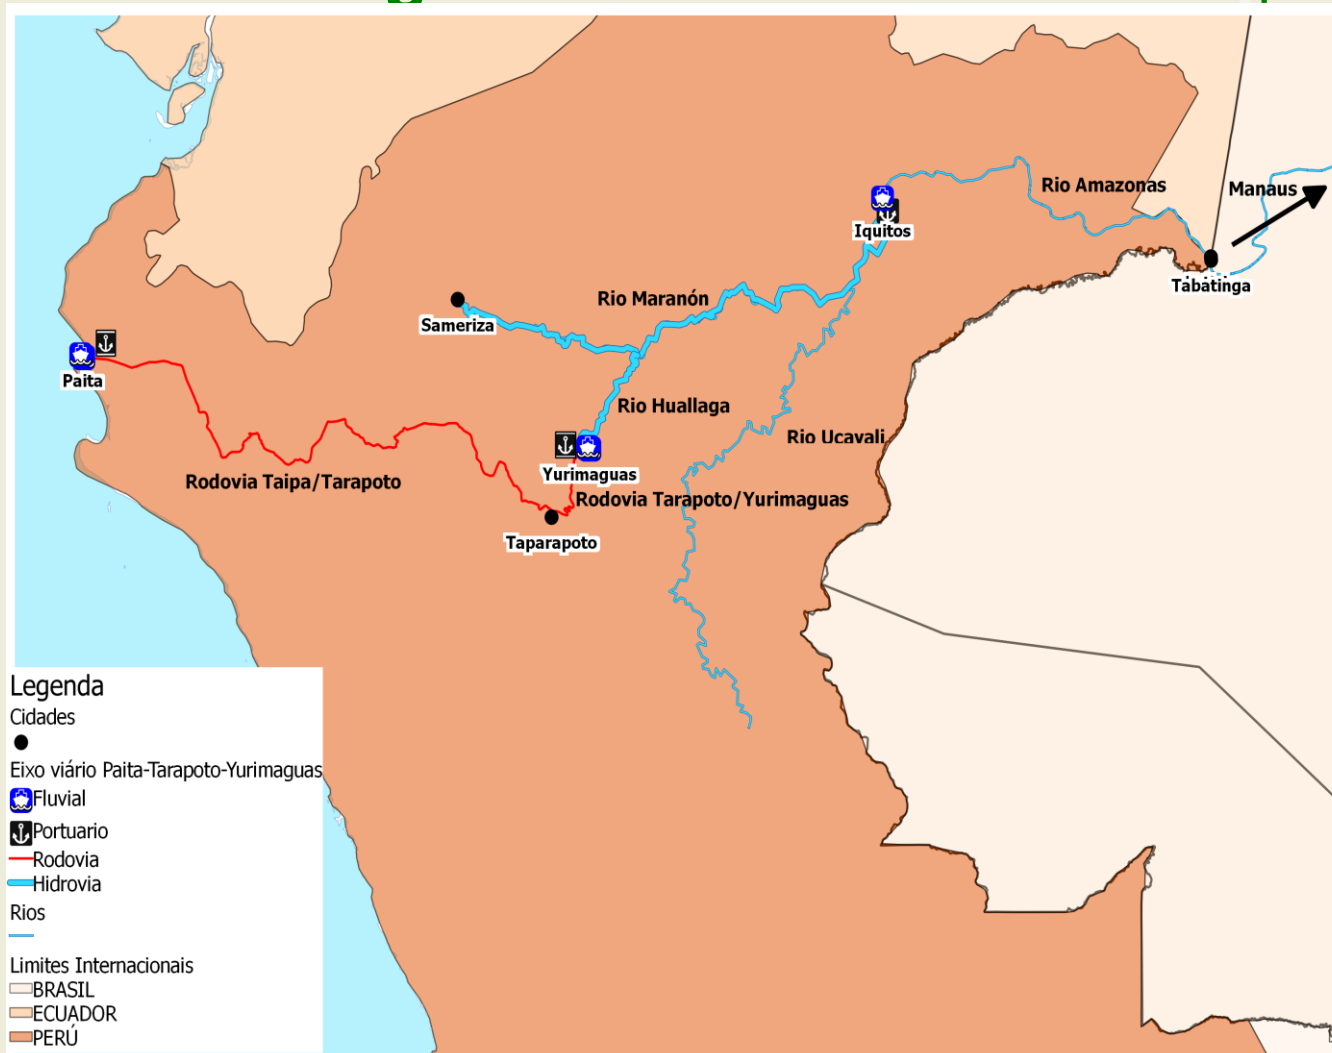 Rio Amazonas
Manaus
Iquitos
Tabatinga
Rio Maranón
Sameriza
Paita
Rio Huallaga
Rio Ucavali
Yurimaguas
Rodovia Taipa/Tarapoto
Rodovia Tarapoto/Yurimaguas
Taparapoto
Legenda
Cidades
Eixo viário Paita-Tarapoto-Yurimaguas
Fluvial
Portuario
Rodovia
Hidrovia
Rios
Limites Internacionais
BRASIL
ECUADOR
PERÚ